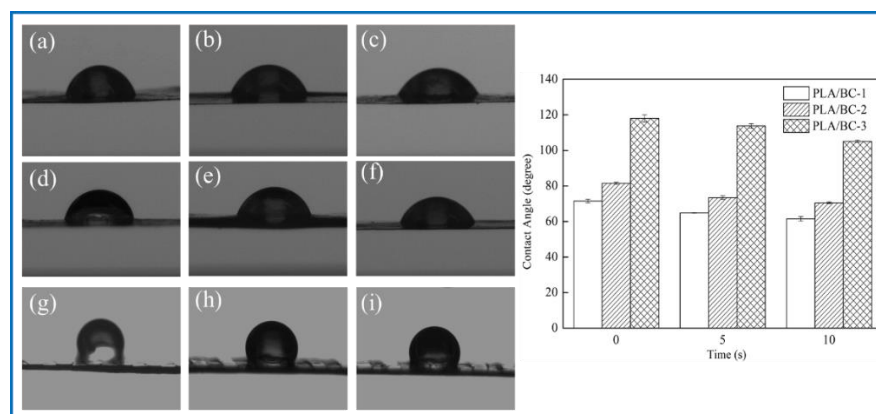 (a)
(b)
(c)
(d)
(e)
(f)
(g)
(h)
(i)
140
120
100
80
60
40
20
0
Contact Angle (degree)
PLA/BC-1
PLA/BC-2
PLA/BC-3
0
5
10
Time (s)